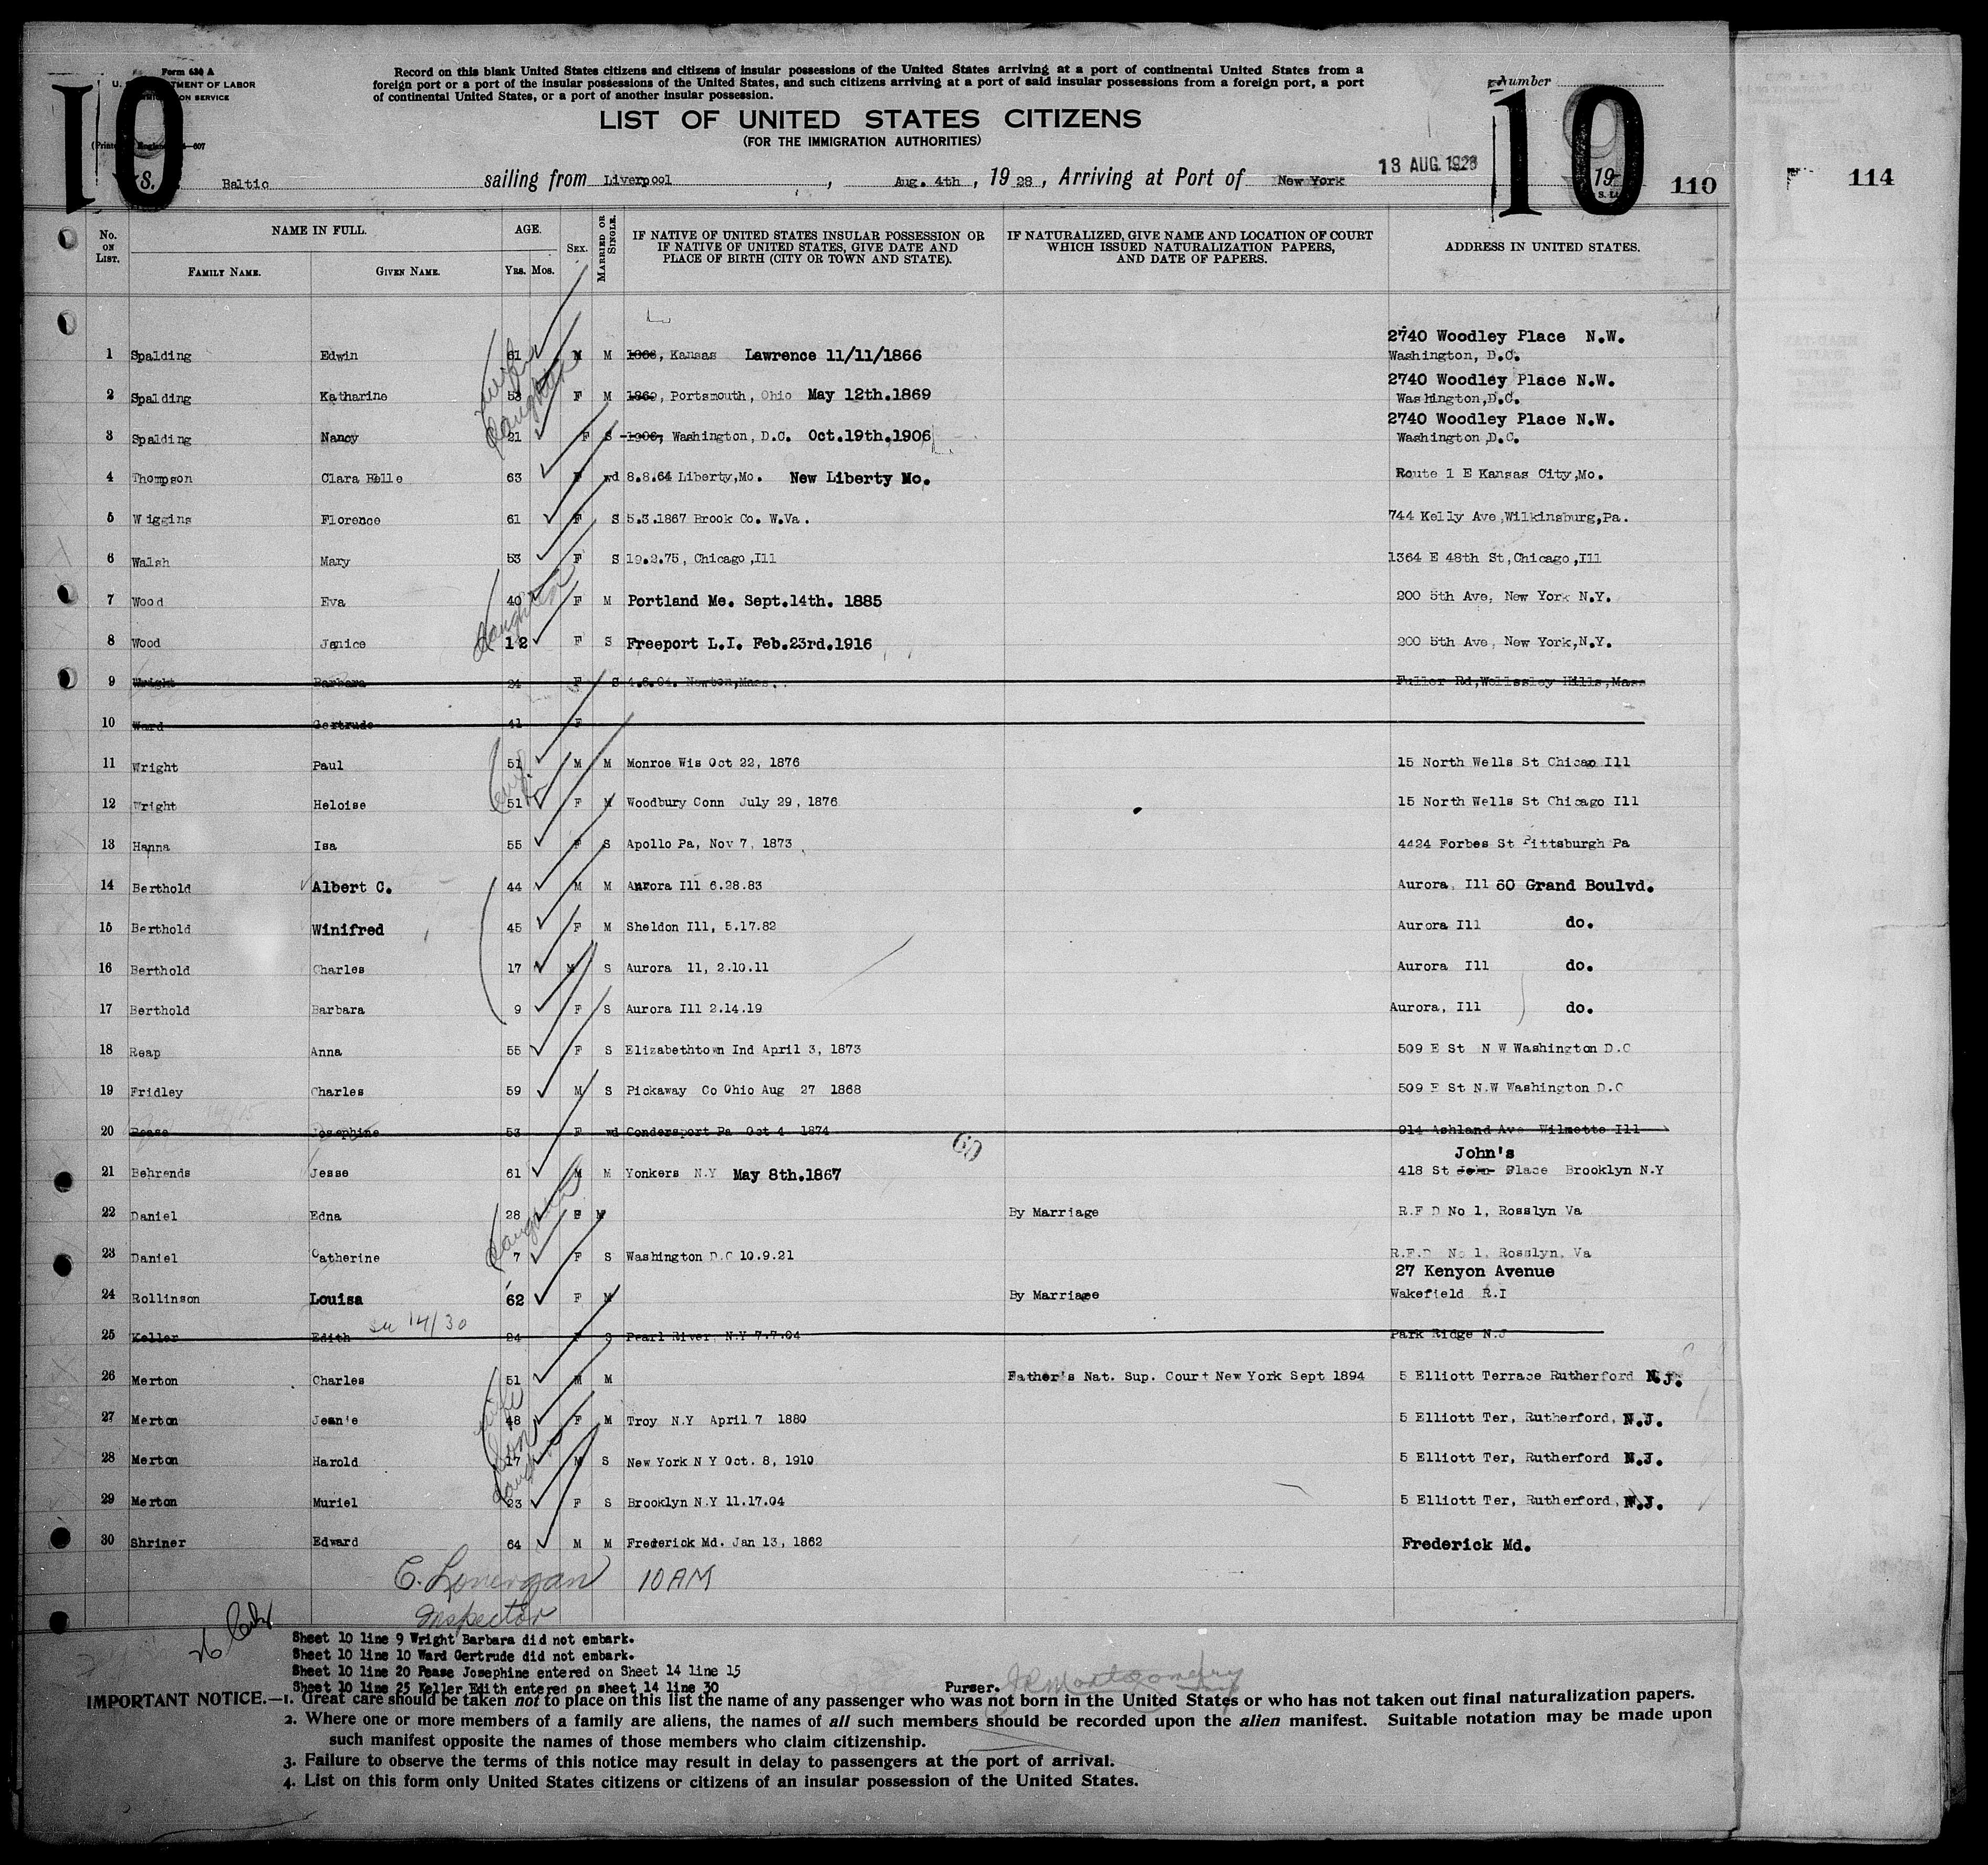 Form 630 A
U. S. DEPARTMENT OF LABOR
IMMIGRATION SERVICE
10
Record on this blank United States citizens and citizens of insular possessions of the United States arriving at a port of continental United States from a
foreign port or a port of the insular possessions of the United States, and such citizens arriving at a port of said insular possessions from a foreign port, a port
of continental United States, or a port of another insular possession.
Number
10
LIST OF UNITED STATES CITIZENS
(FOR THE IMMIGRATION AUTHORITIES)
S. Baltic sailing from Liverpool, Aug. 4th, 1928, Arriving at Port of New York 13 AUG. 1928 19 110 114
No. ON LIST. NAME IN FULL. AGE. SEX. MARRIED OR SINGLE. IF NATIVE OF UNITED STATES INSULAR POSSESSION OR IF NATIVE OF UNITED STATES, GIVE DATE AND PLACE OF BIRTH (CITY OR TOWN AND STATE). IF NATURALIZED, GIVE NAME AND LOCATION OF COURT WHICH ISSUED NATURALIZATION PAPERS, AND DATE OF PAPERS. ADDRESS IN UNITED STATES.
FAMILY NAME. GIVEN NAME. Yrs. Mos.
2740 Woodley Place N.W.
1 Spalding Edwin 61 M M 1866, Kansas Lawrence 11/11/1866 Washington, D.C.
wife
2740 Woodley Place N.W.
2 Spalding Katharine 53 F M 1869, Portsmouth, Ohio May 12th.1869 Washington,D.C.
daughter
2740 Woodley Place N.W.
3 Spalding Nancy 21 F S 1906, Washington, D.C. Oct.19th.1906 Washington D.C.
4 Thompson Clara Belle 63 F wd 8.8.64 Liberty,Mo. New Liberty Mo. Route 1 E Kansas City,Mo.
5 Wiggins Florence 61 F S 5.3.1867 Brook Co. W.Va. 744 Kelly Ave,Wilkinsburg,Pa.
6 Walsh Mary 53 F S 19.2.75, Chicago,Ill 1364 E 48th St,Chicago,Ill
7 Wood Eva 40 F M Portland Me. Sept.14th. 1885 200 5th Ave, New York N.Y.
daughter
8 Wood Janice 12 F S Freeport L.I. Feb.23rd.1916 200 5th Ave, New York,N.Y.
9 Wright Barbara 24 F S 4.6.04. Newton,Mass. Fuller Rd,Wellesley Hills,Mass
10 Ward Gertrude 41 F
11 Wright Paul 51 M M Monroe Wis Oct 22, 1876 15 North Wells St Chicao Ill
12 Wright Heloise 51 F M Woodbury Conn July 29, 1876 15 North Wells St Chicago Ill
13 Hanna Isa 55 F S Apollo Pa, Nov 7, 1873 4424 Forbes St Pittsburgh Pa
14 Berthold Albert C. 44 M M Aurora Ill 6.28.83 Aurora, Ill 60 Grand Boulvd.
15 Berthold Winifred 45 F M Sheldon Ill, 5.17.82 Aurora Ill do.
16 Berthold Charles 17 M S Aurora 11, 2.10.11 Aurora Ill do.
17 Berthold Barbara 9 F S Aurora Ill 2.14.19 Aurora, Ill do.
18 Reap Anna 55 F S Elizabethtown Ind April 3, 1873 509 E St N W Washington D.C
19 Fridley Charles 59 M S Pickaway Co Ohio Aug 27 1868 509 E St N.W Washington D.C
20 Pease Josephine 53 F wd Condersport Pa Oct 4 1874 914 Ashland Ave Wilmette Ill
John's
21 Behrends Jesse 61 M M Yonkers N.Y May 8th.1867 418 St John Place Brooklyn N.Y
22 Daniel Edna 28 F M By Marriage R.F D No 1, Rosslyn Va
daughter
23 Daniel Catherine 7 F S Washington D.C 10.9.21 R.F.D No 1, Rosslyn, Va
27 Kenyon Avenue
24 Rollinson Louisa 62 F M By Marriage Wakefield R.I
14/30
25 Keller Edith 24 F S Pearl River, N.Y 7.7.04 Park Ridge N.J
26 Merton Charles 51 M M Father's Nat. Sup. Court New York Sept 1894 5 Elliott Terrace Rutherford N.J.
wife
27 Merton Jeanie 48 F M Troy N.Y April 7 1880 5 Elliott Ter, Rutherford, N.J.
son
28 Merton Harold 17 M S New York N Y Oct. 8, 1910 5 Elliott Ter, Rutherford N.J.
daughter
29 Merton Muriel 23 F S Brooklyn N.Y 11.17.04 5 Elliott Ter, Rutherford, N.J.
30 Shriner Edward 64 M M Frederick Md. Jan 13, 1862 Frederick Md.
C. Lonergan 10 AM
Inspector
Sheet 10 line 9 Wright Barbara did not embark.
Sheet 10 line 10 Ward Gertrude did not embark.
Sheet 10 line 20 Pease Josephine entered on Sheet 14 line 15
Sheet 10 line 25 Keller Edith entered on sheet 14 line 30
Purser. J R Montgomery
IMPORTANT NOTICE.—1. Great care should be taken not to place on this list the name of any passenger who was not born in the United States or who has not taken out final naturalization papers.
2. Where one or more members of a family are aliens, the names of all such members should be recorded upon the alien manifest. Suitable notation may be made upon
such manifest opposite the names of those members who claim citizenship.
3. Failure to observe the terms of this notice may result in delay to passengers at the port of arrival.
4. List on this form only United States citizens or citizens of an insular possession of the United States.